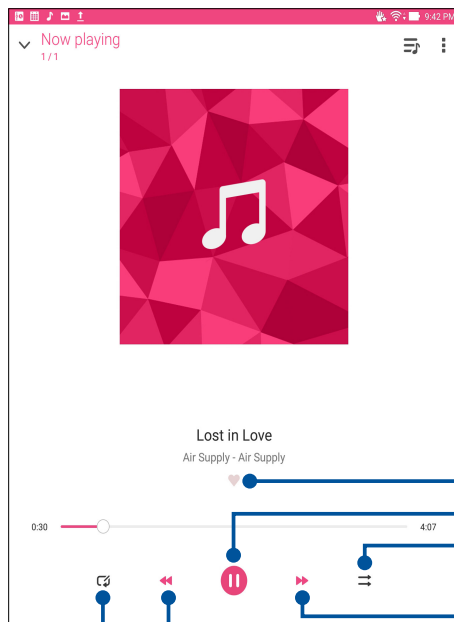 9:42 PM
Now playing
1 / 1
Lost in Love
Air Supply - Air Supply
0:30
4:07